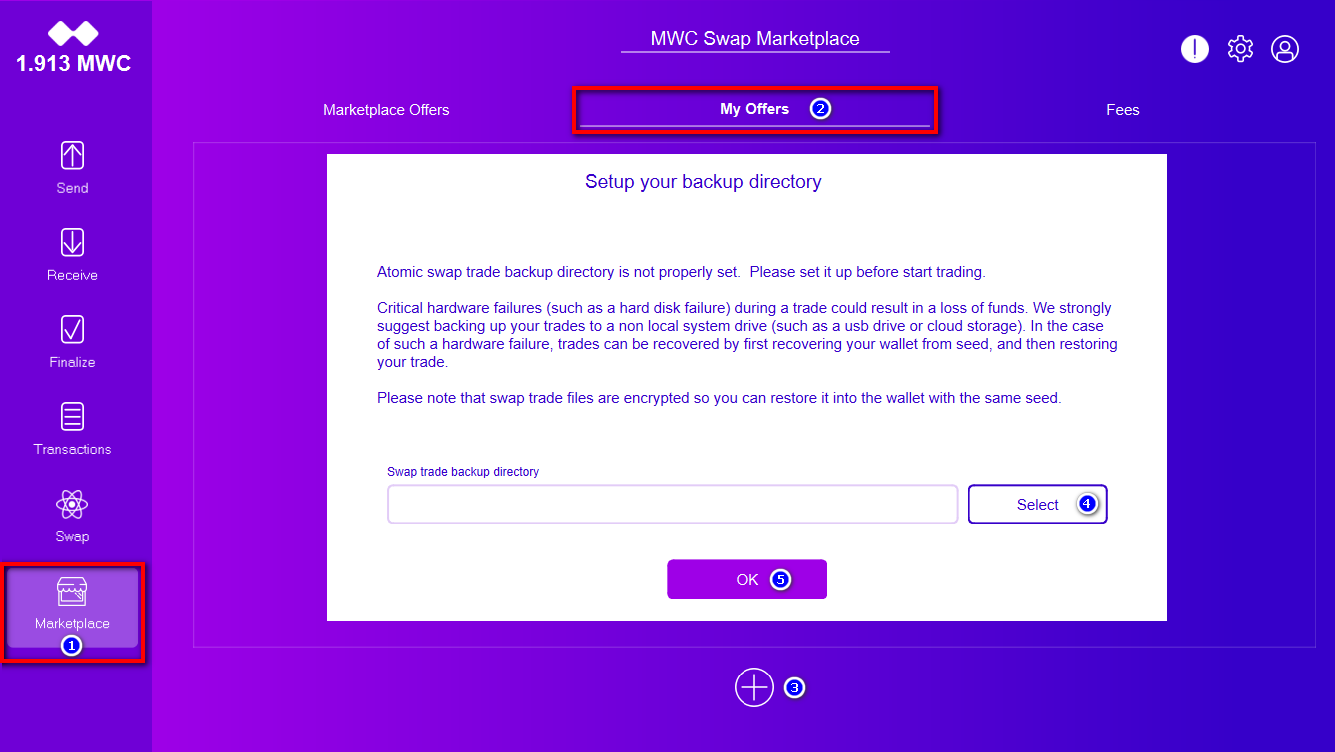 1.913 MWC
Send
Receive
Finalize
Transactions
Swap
Marketplace
1
MWC Swap Marketplace
Marketplace Offers
My Offers 2
Fees
Setup your backup directory
Atomic swap trade backup directory is not properly set.  Please set it up before start trading.
Critical hardware failures (such as a hard disk failure) during a trade could result in a loss of funds. We strongly
suggest backing up your trades to a non local system drive (such as a usb drive or cloud storage). In the case
of such a hardware failure, trades can be recovered by first recovering your wallet from seed, and then restoring
your trade.
Please note that swap trade files are encrypted so you can restore it into the wallet with the same seed.
Swap trade backup directory
Select 4
OK 5
3